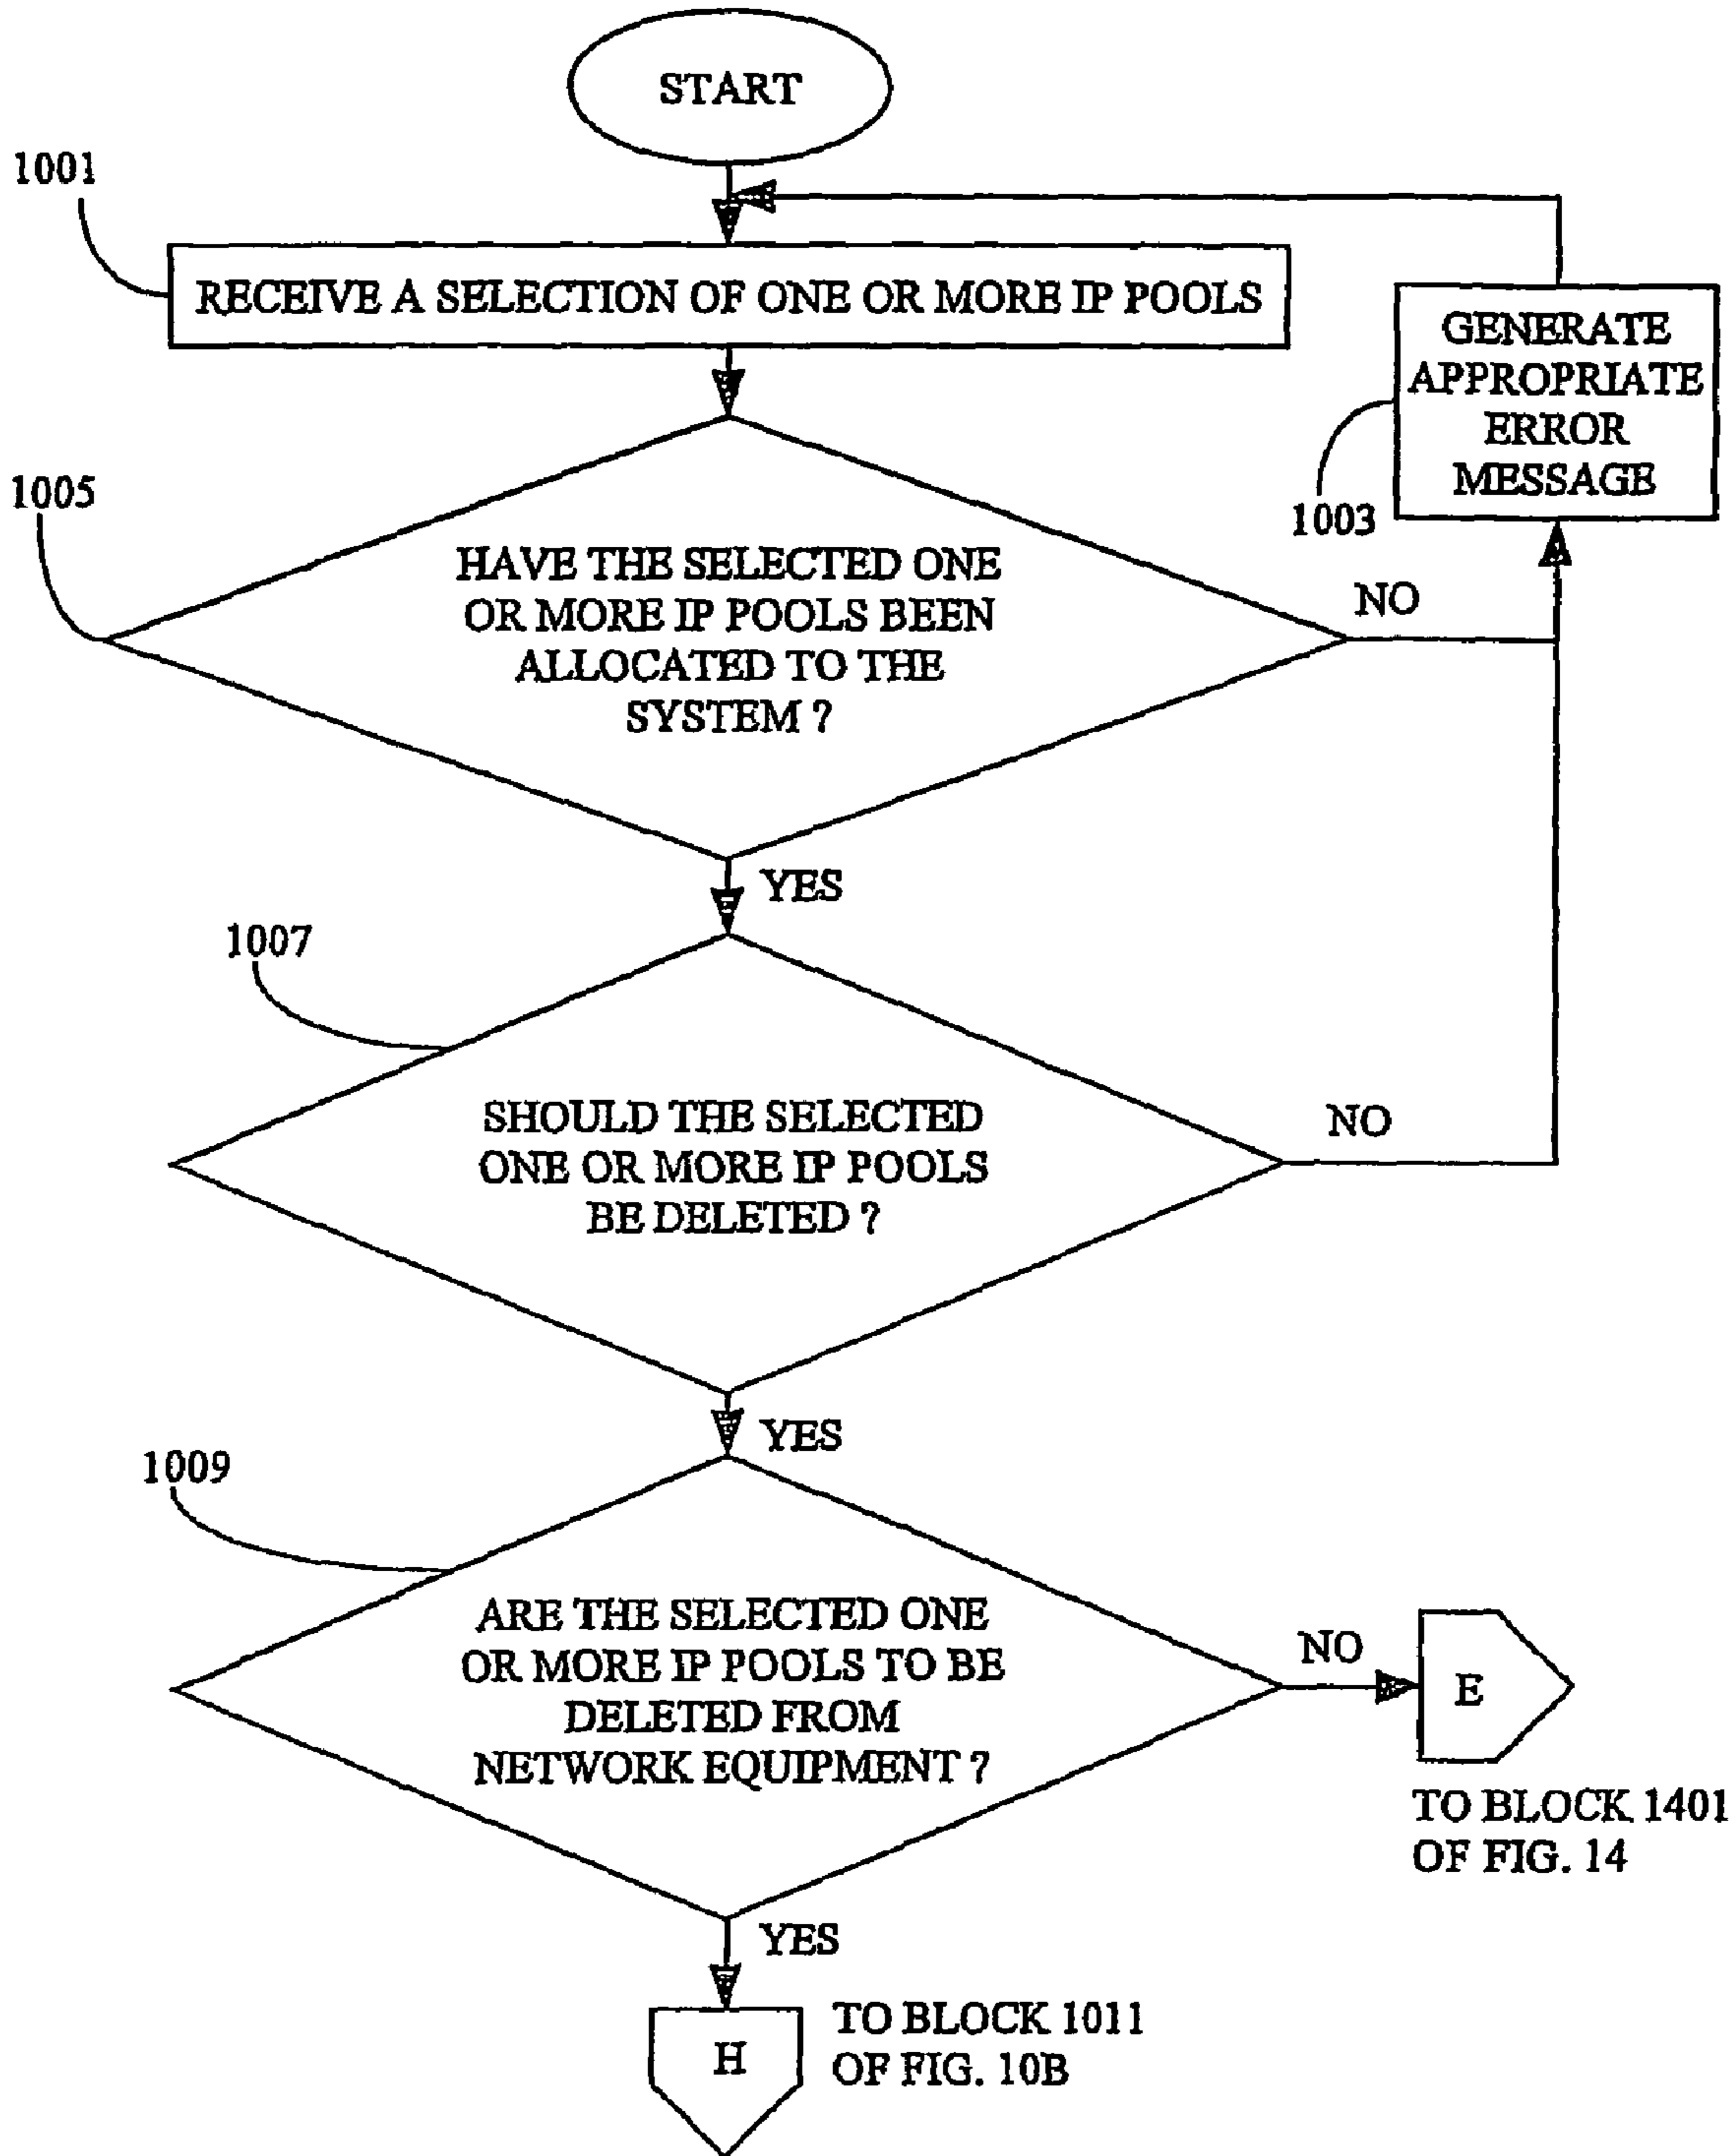 START
1001
RECEIVE A SELECTION OF ONE OR MORE IP POOLS
GENERATE
APPROPRIATE
ERROR
MESSAGE
1003
1005
HAVE THE SELECTED ONE
OR MORE IP POOLS BEEN
ALLOCATED TO THE
SYSTEM ?
NO
YES
1007
SHOULD THE SELECTED
ONE OR MORE IP POOLS
BE DELETED ?
NO
YES
1009
ARE THE SELECTED ONE
OR MORE IP POOLS TO BE
DELETED FROM
NETWORK EQUIPMENT ?
NO
E
TO BLOCK 1401
OF FIG. 14
YES
H
TO BLOCK 1011
OF FIG. 10B